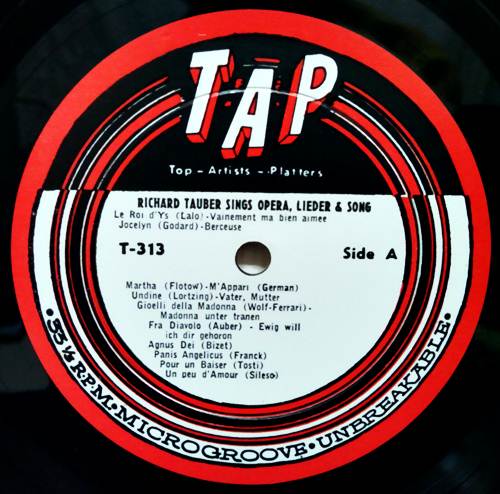 TAP
Top - Artists - Platters
RICHARD TAUBER SINGS OPERA, LIEDER & SONG
Le Roi d'Ys (Lalo)-Vainement ma bien aimee
Jocelyn (Godard)-Berceuse
T-313
Side A
Martha (Flotow)-M'Appari (German)
Undine (Lortzing)-Vater, Mutter
Gioelli della Madonna (Wolf-Ferrari)-
Madonna unter tranen
Fra Diavolo (Auber) - Ewig will
ich dir gehoron
Agnus Dei (Bizet)
Panis Angelicus (Franck)
Pour un Baiser (Tosti)
Un peu d'Amour (Sileso)
• 33 1/3 R.P.M. • MICROGROOVE • UNBREAKABLE •